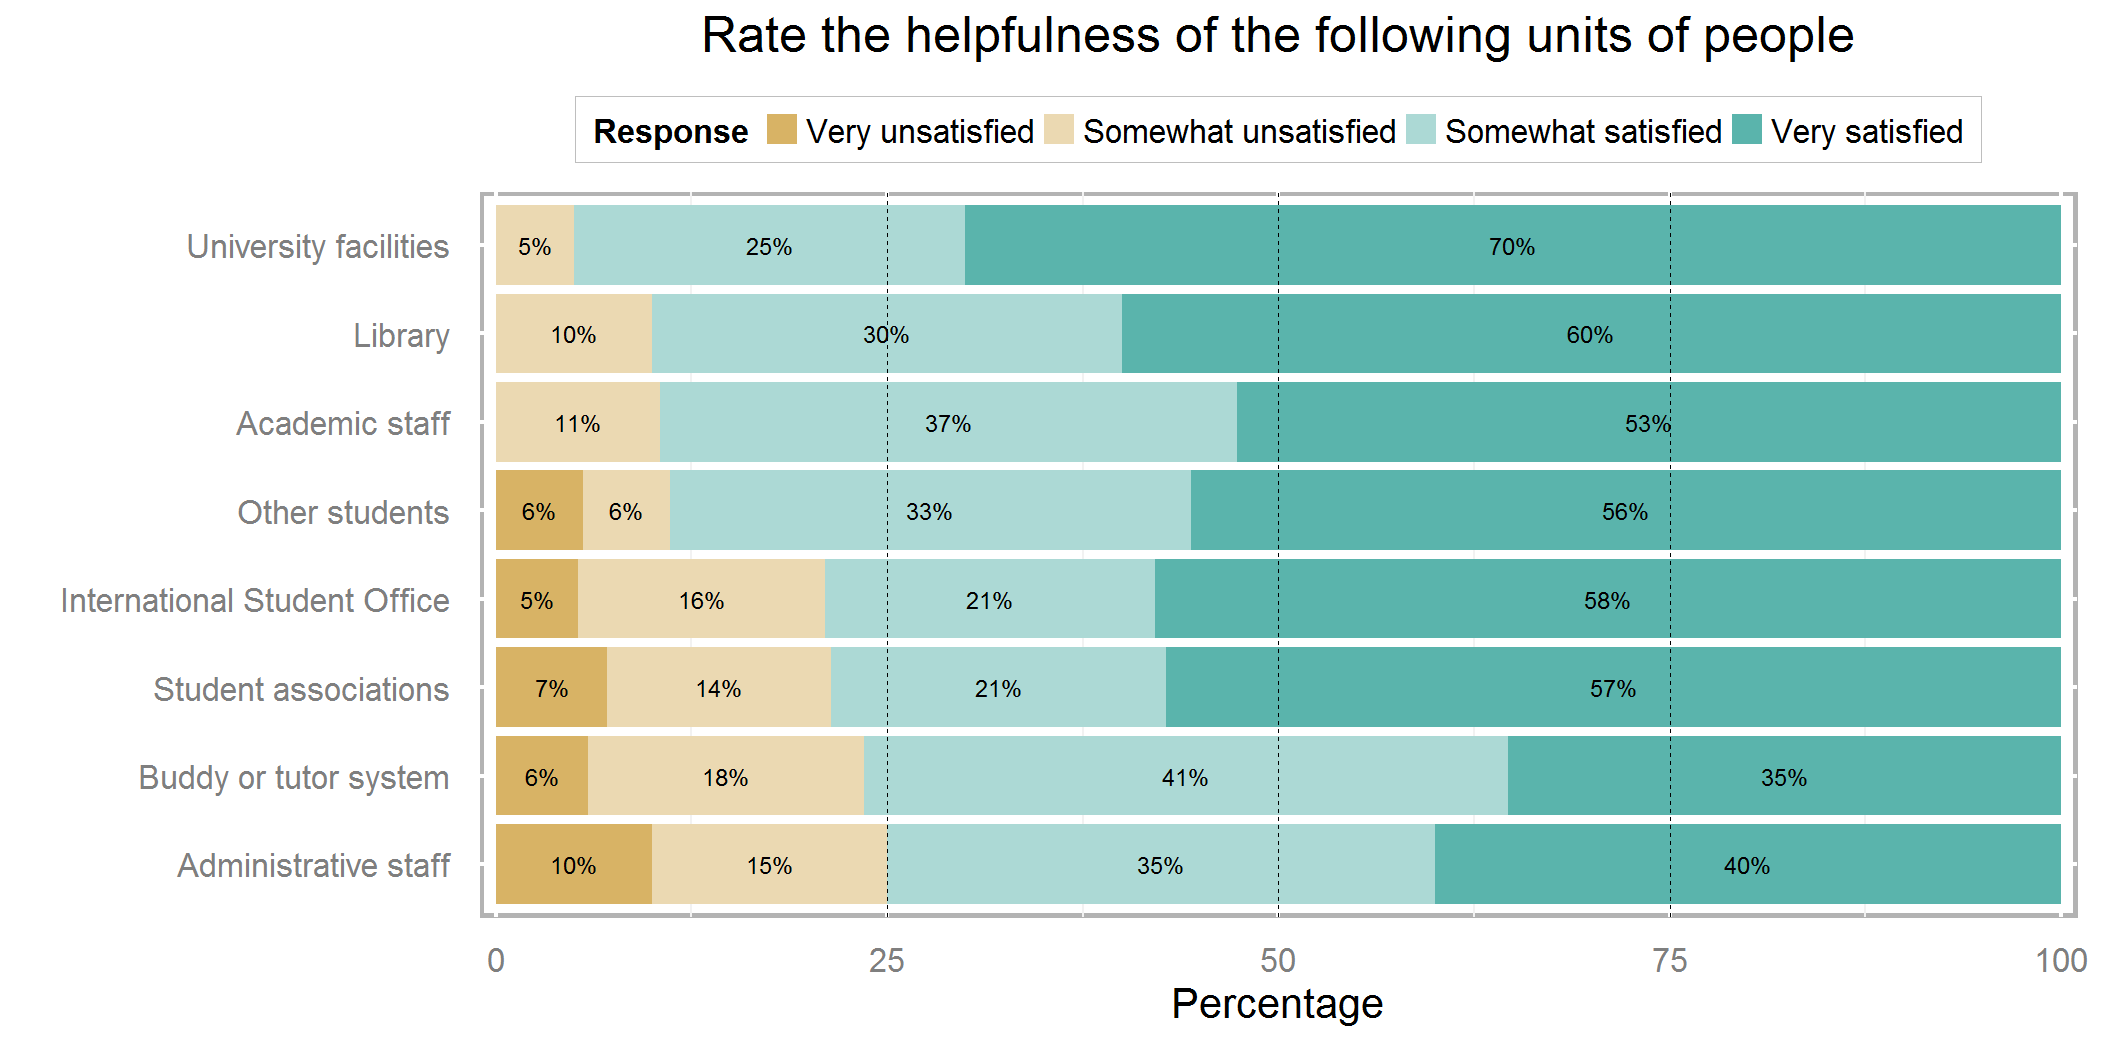 Rate the helpfulness of the following units of people
Response Very unsatisfied Somewhat unsatisfied Somewhat satisfied Very satisfied
University facilities 5% 25% 70%
Library 10% 30% 60%
Academic staff 11% 37% 53%
Other students 6% 6% 33% 56%
International Student Office 5% 16% 21% 58%
Student associations 7% 14% 21% 57%
Buddy or tutor system 6% 18% 41% 35%
Administrative staff 10% 15% 35% 40%
0 25 50 75 100
Percentage